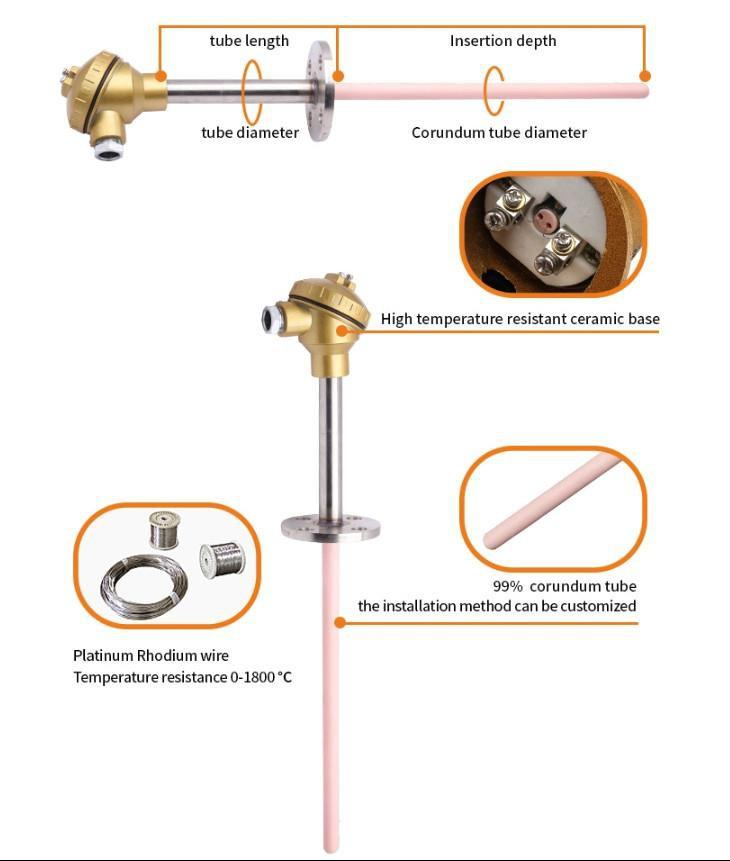 tube length
Insertion depth
tube diameter
Corundum tube diameter
High temperature resistant ceramic base
99% corundum tube
the installation method can be customized
Platinum Rhodium wire
Temperature resistance 0-1800 °C